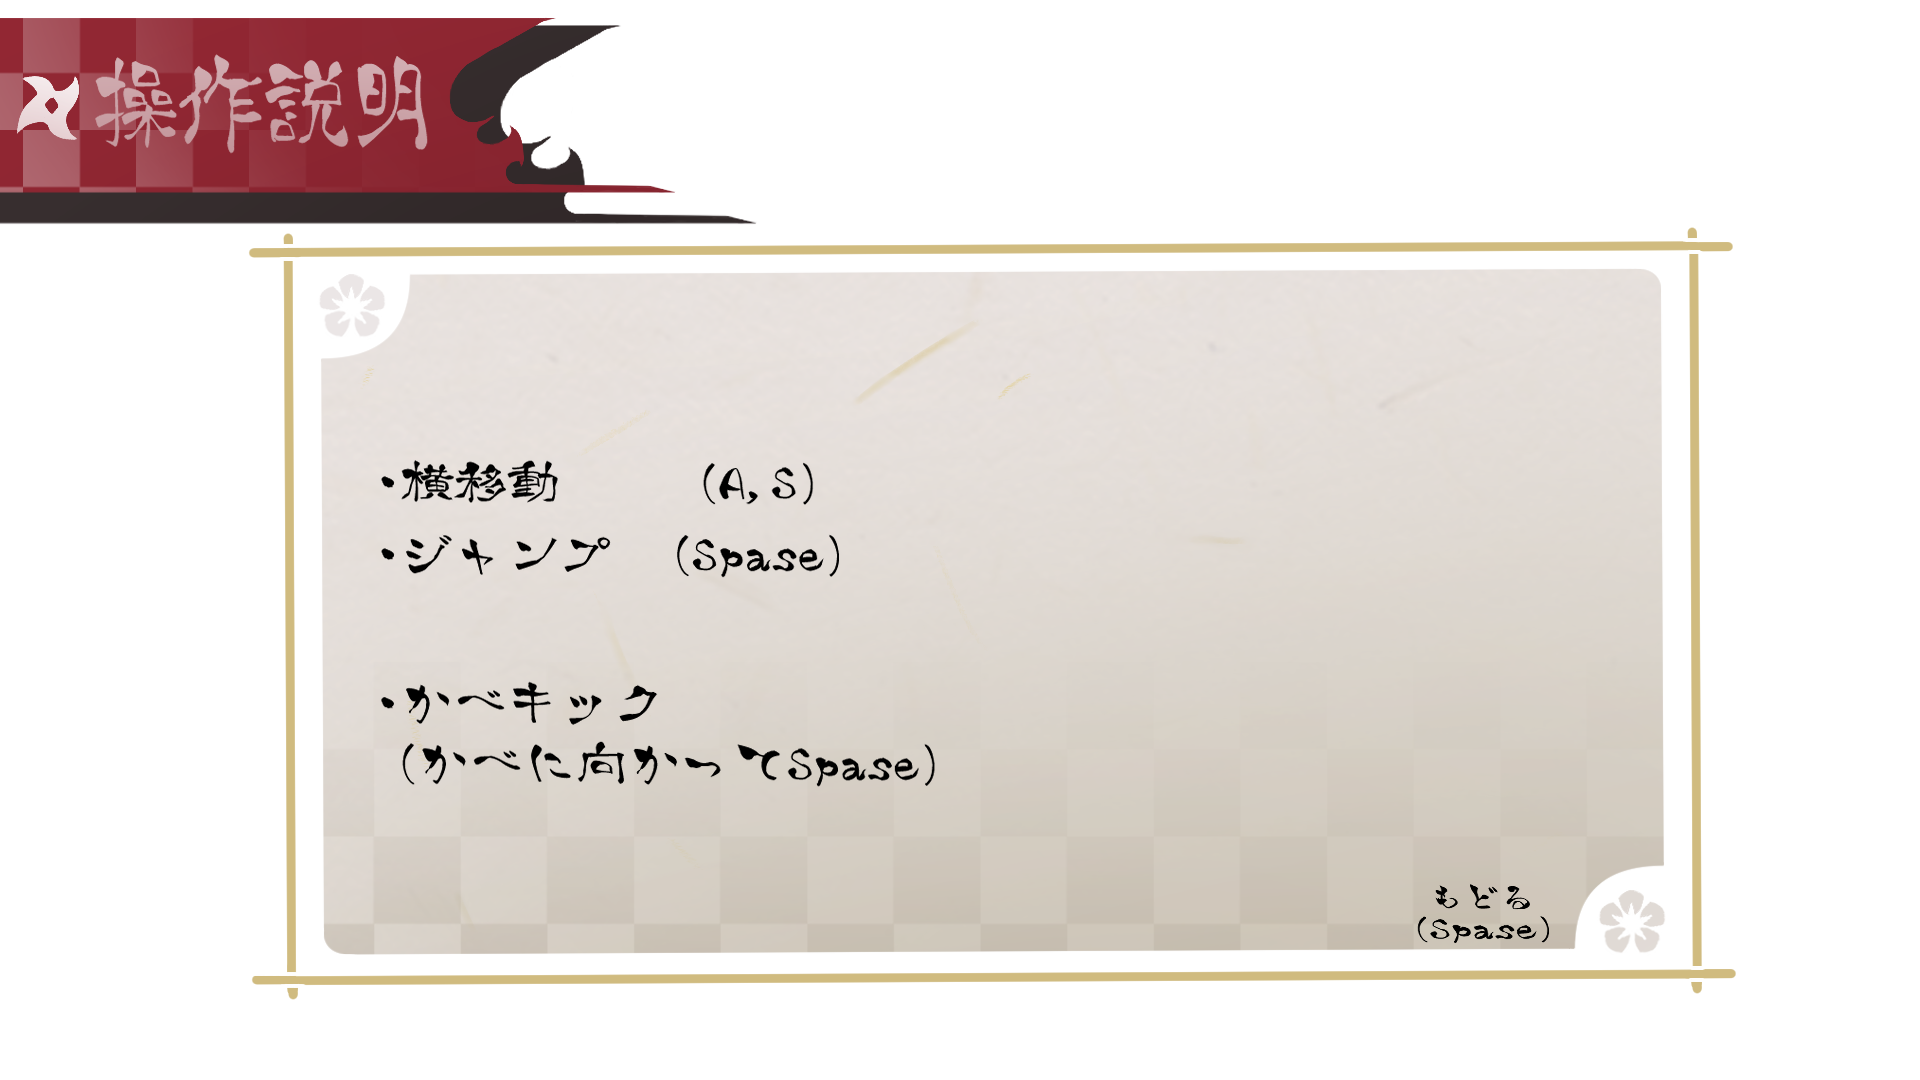 操作説明
・横移動 (A,S)
・ジャンプ (Spase)
・かべキック
(かべに向かってSpase)
もどる
(Spase)